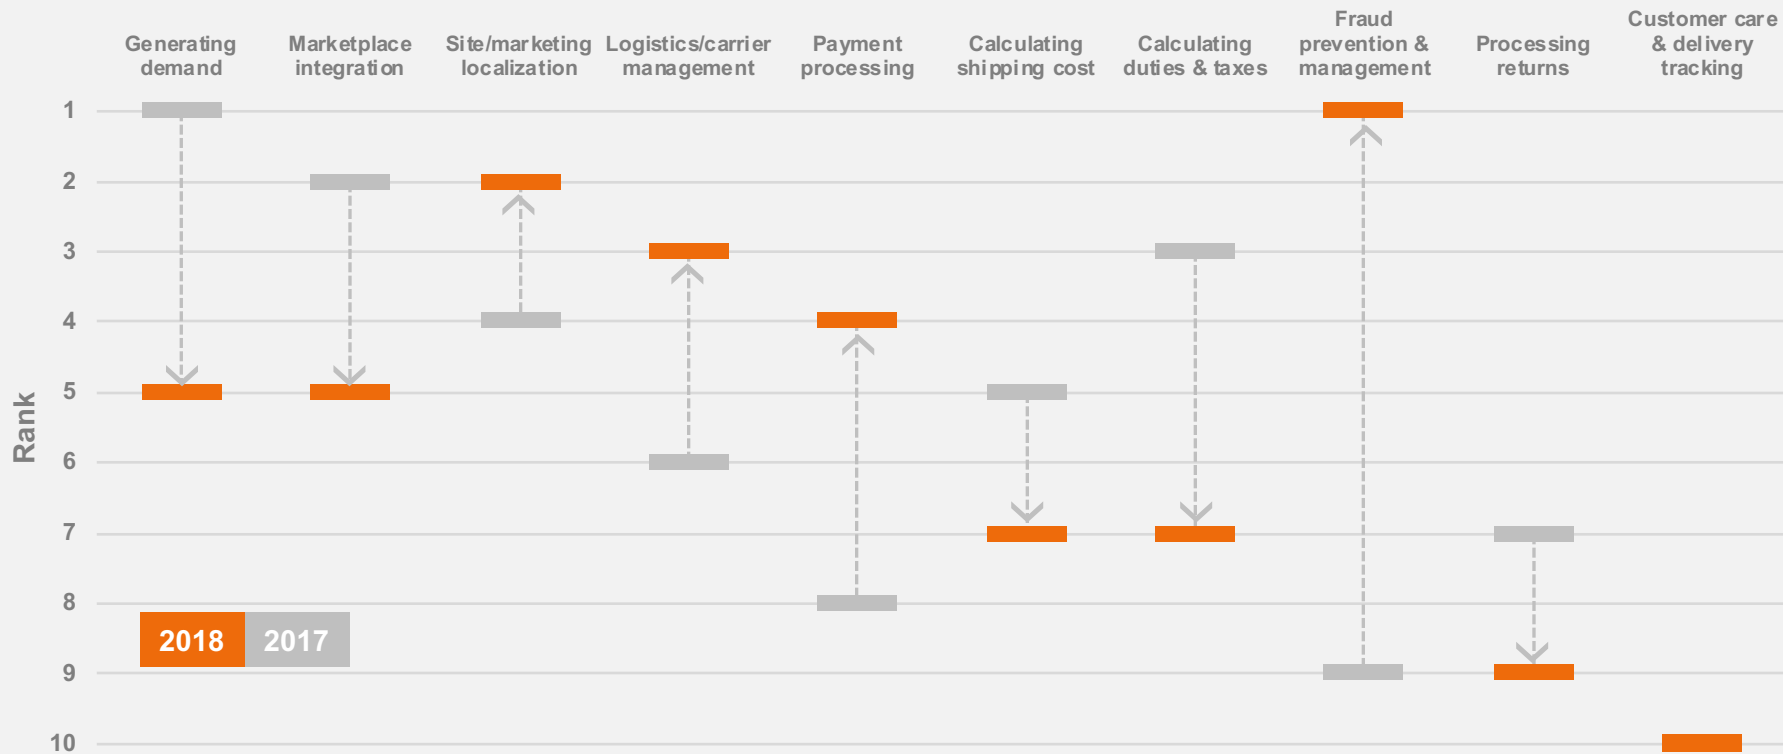 Generating
demand
Marketplace
integration
Site/marketing
localization
Logistics/carrier
management
Payment
processing
Calculating
shipping cost
Calculating
duties & taxes
Fraud
prevention &
management
Processing
returns
Customer care
& delivery
tracking
Rank
1
2
3
4
5
6
7
8
9
10
2018
2017